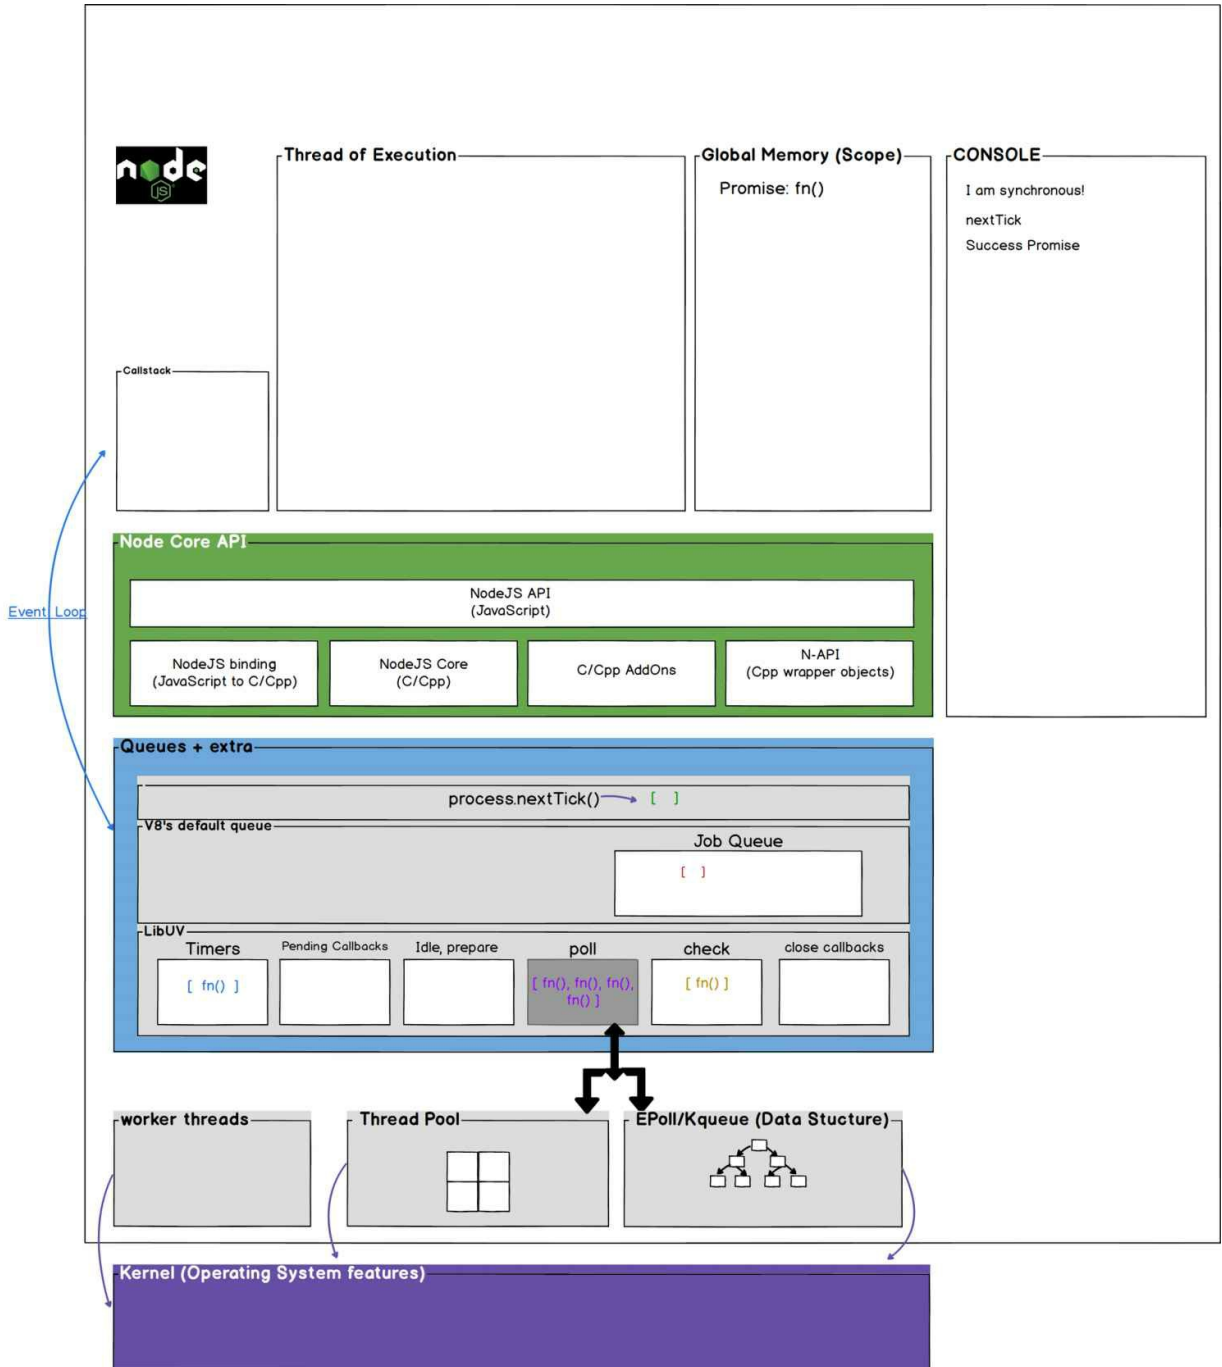 node
JS
Thread of Execution
Global Memory (Scope)
Promise: fn()
CONSOLE
I am synchronous!
nextTick
Success Promise
Callstack
Event Loop
Node Core API
NodeJS API
(JavaScript)
NodeJS binding
(JavaScript to C/Cpp)
NodeJS Core
(C/Cpp)
C/Cpp AddOns
N-API
(Cpp wrapper objects)
Queues + extra
process.nextTick() [ ]
V8's default queue
Job Queue
[ ]
LibUV
Timers
[ fn() ]
Pending Callbacks
Idle, prepare
poll
[ fn(), fn(), fn(),
fn() ]
check
[ fn() ]
close callbacks
worker threads
Thread Pool
EPoll/Kqueue (Data Stucture)
Kernel (Operating System features)